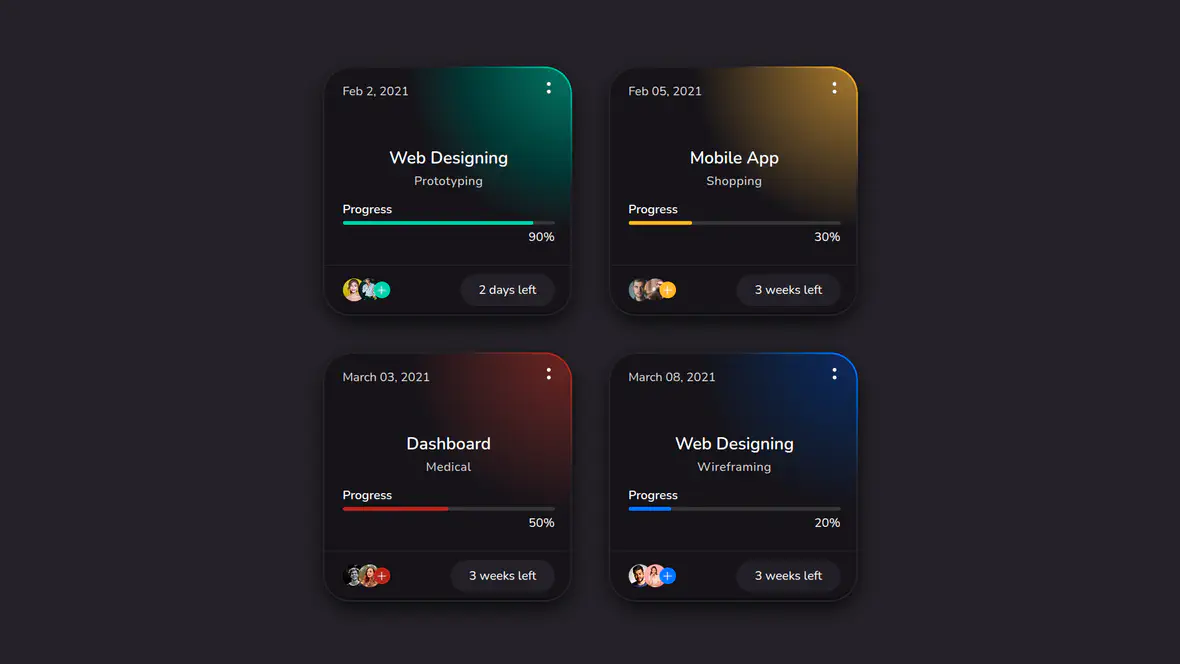 Feb 2, 2021
Web Designing
Prototyping
Progress
90%
2 days left
Feb 05, 2021
Mobile App
Shopping
Progress
30%
3 weeks left
March 03, 2021
Dashboard
Medical
Progress
50%
3 weeks left
March 08, 2021
Web Designing
Wireframing
Progress
20%
3 weeks left